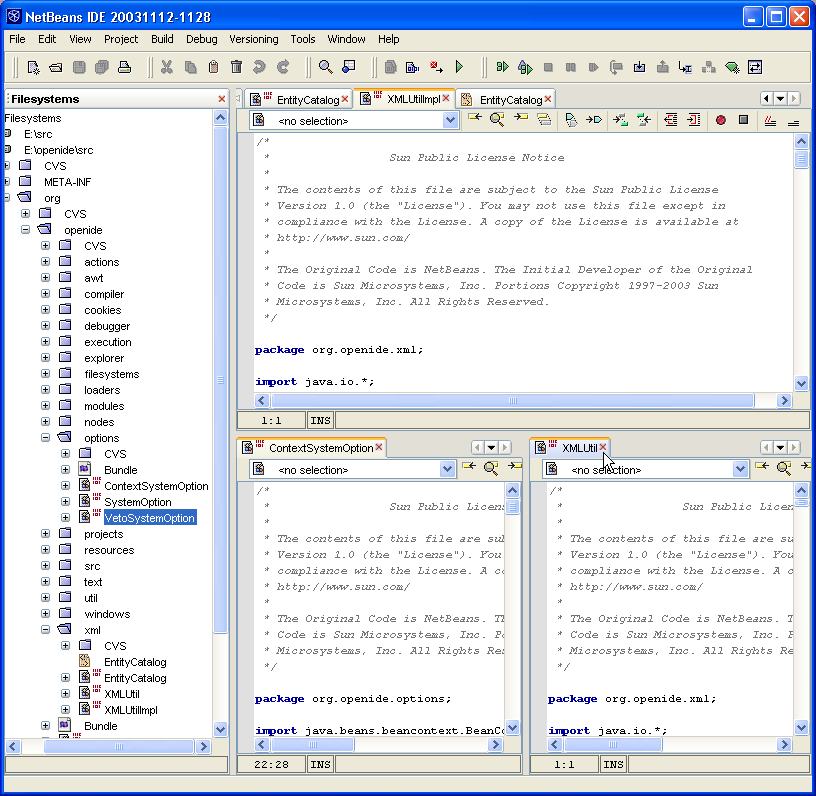 NetBeans IDE 20031112-1128
File Edit View Project Build Debug Versioning Tools Window Help
Filesystems
Filesystems
E:\src
E:\openide\src
CVS
META-INF
org
CVS
openide
CVS
actions
awt
compiler
cookies
debugger
execution
explorer
filesystems
loaders
modules
nodes
options
CVS
Bundle
ContextSystemOption
SystemOption
VetoSystemOption
projects
resources
src
text
util
windows
xml
CVS
EntityCatalog
EntityCatalog
XMLUtil
XMLUtilImpl
Bundle
EntityCatalog XMLUtilImpl EntityCatalog
<no selection>
/*
* Sun Public License Notice
*
* The contents of this file are subject to the Sun Public License
* Version 1.0 (the "License"). You may not use this file except in
* compliance with the License. A copy of the License is available at
* http://www.sun.com/
*
* The Original Code is NetBeans. The Initial Developer of the Original
* Code is Sun Microsystems, Inc. Portions Copyright 1997-2003 Sun
* Microsystems, Inc. All Rights Reserved.
*/
package org.openide.xml;
import java.io.*;
1:1 INS
ContextSystemOption
<no selection>
/*
* Sun Public Licen
*
* The contents of this file are sub
* Version 1.0 (the "License"). You
* compliance with the License. A c
* http://www.sun.com/
*
* The Original Code is NetBeans. Th
* Code is Sun Microsystems, Inc. P
* Microsystems, Inc. All Rights Res
*/
package org.openide.options;
import java.beans.beancontext.BeanCo
22:28 INS
XMLUtil
<no selection>
/*
* Sun Public Licen
*
* The contents of this file are su
* Version 1.0 (the "License"). You
* compliance with the License. A c
* http://www.sun.com/
*
* The Original Code is NetBeans. T
* Code is Sun Microsystems, Inc. P
* Microsystems, Inc. All Rights Re
*/
package org.openide.xml;
import java.io.*;
1:1 INS